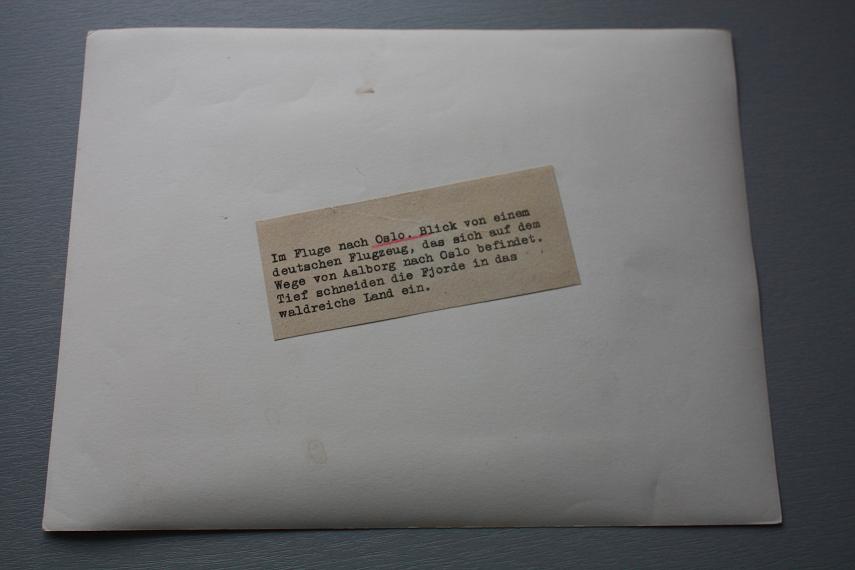 Im Fluge nach Oslo. Blick von einem
deutschen Flugzeug, das sich auf dem
Wege von Aalborg nach Oslo befindet.
Tief schneiden die Fjorde in das
waldreiche Land ein.